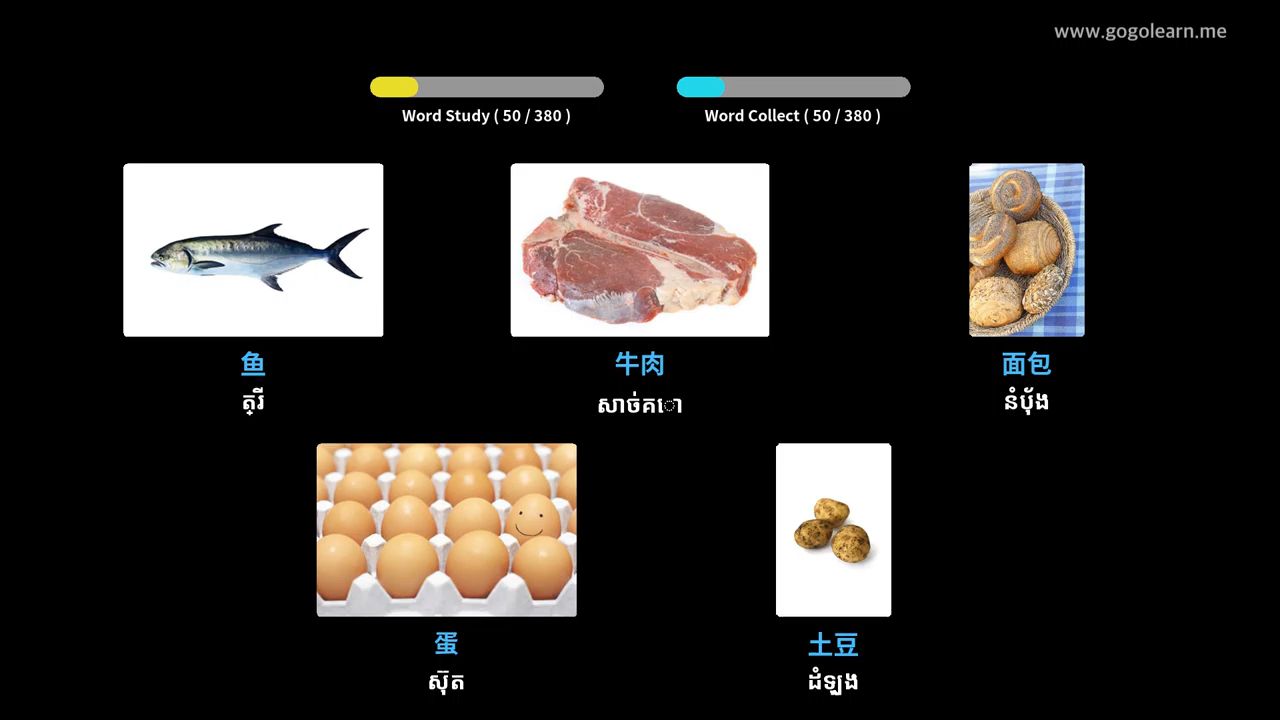 www.gogolearn.me
Word Study ( 50 / 380 )
Word Collect ( 50 / 380 )
鱼
ត្រី
牛肉
សាច់គោ
面包
នំប៉័ង
蛋
ស៊ុត
土豆
ដំឡូង